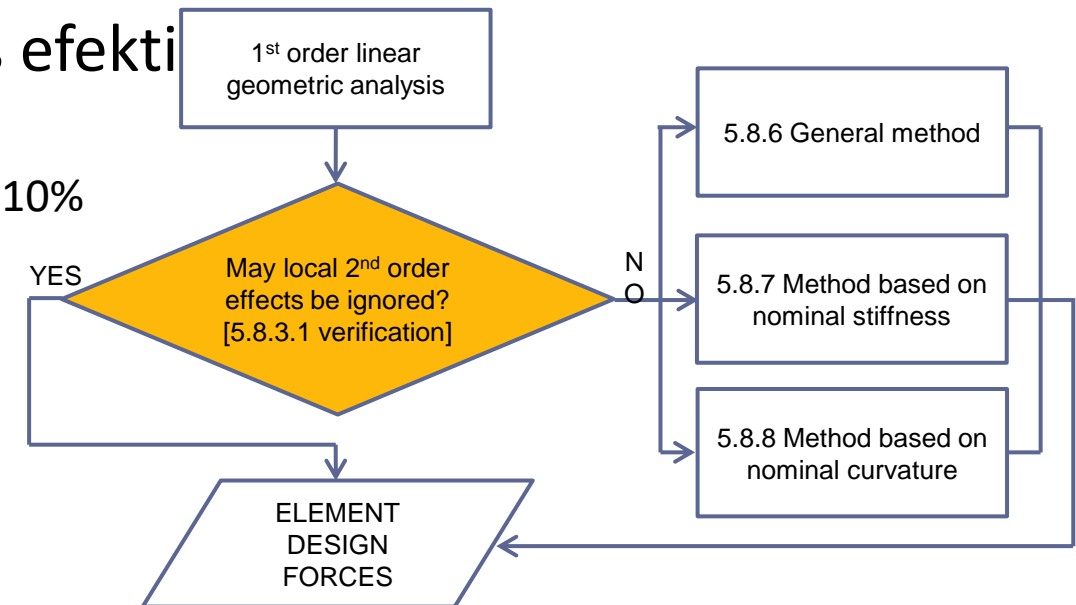 efekti
1st order linear
geometric analysis
10%
YES
May local 2nd order
effects be ignored?
[5.8.3.1 verification]
N
O
5.8.6 General method
5.8.7 Method based on
nominal stiffness
5.8.8 Method based on
nominal curvature
ELEMENT
DESIGN
FORCES